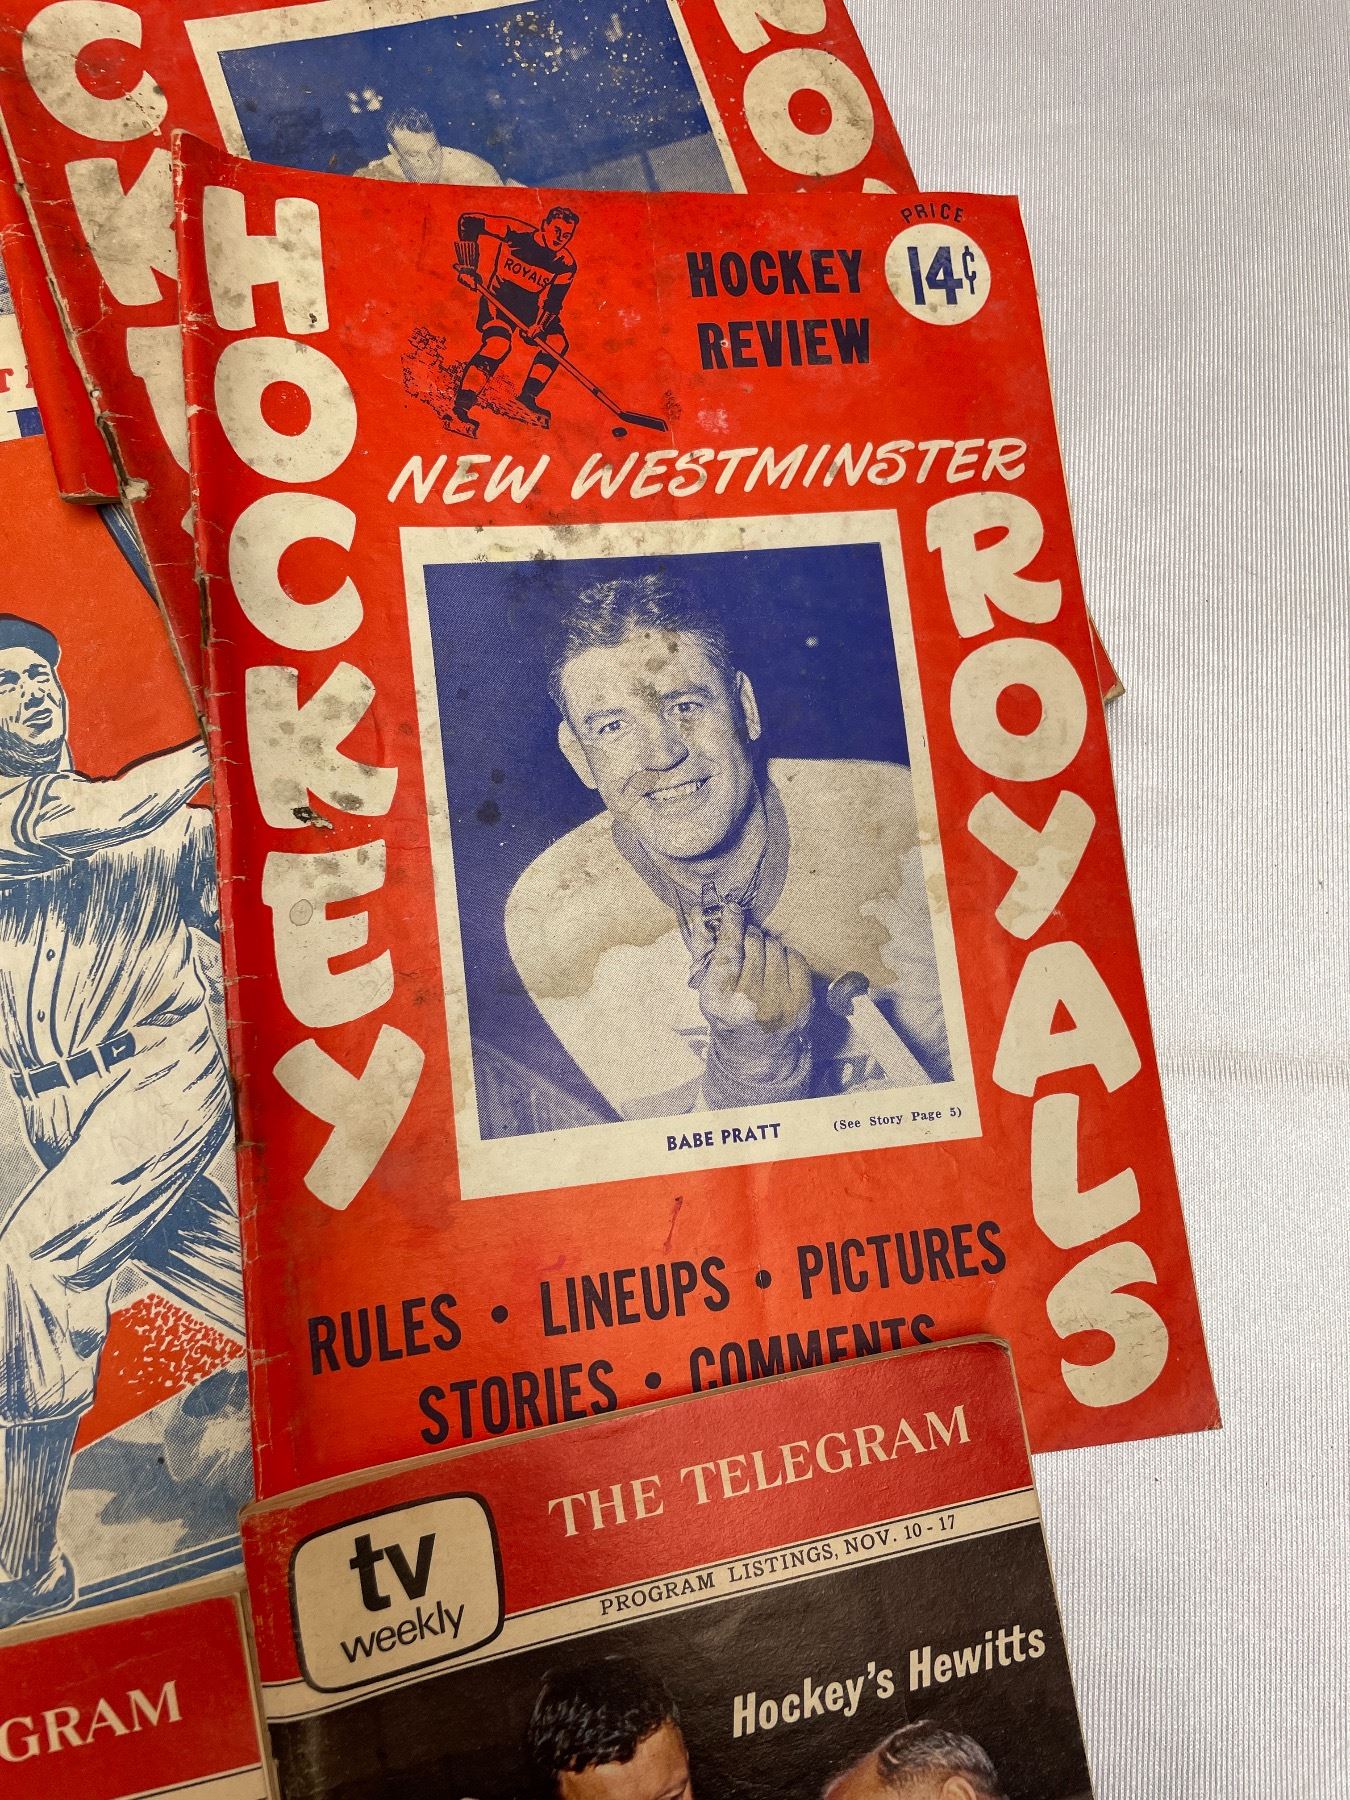 HOCKEY
PRICE
14¢
ROYALS
HOCKEY
REVIEW
NEW WESTMINSTER
ROYALS
BABE PRATT
(See Story Page 5)
RULES • LINEUPS • PICTURES
STORIES • COMMENTS
THE TELEGRAM
tv
weekly
PROGRAM LISTINGS, NOV. 10-17
Hockey's Hewitts
GRAM